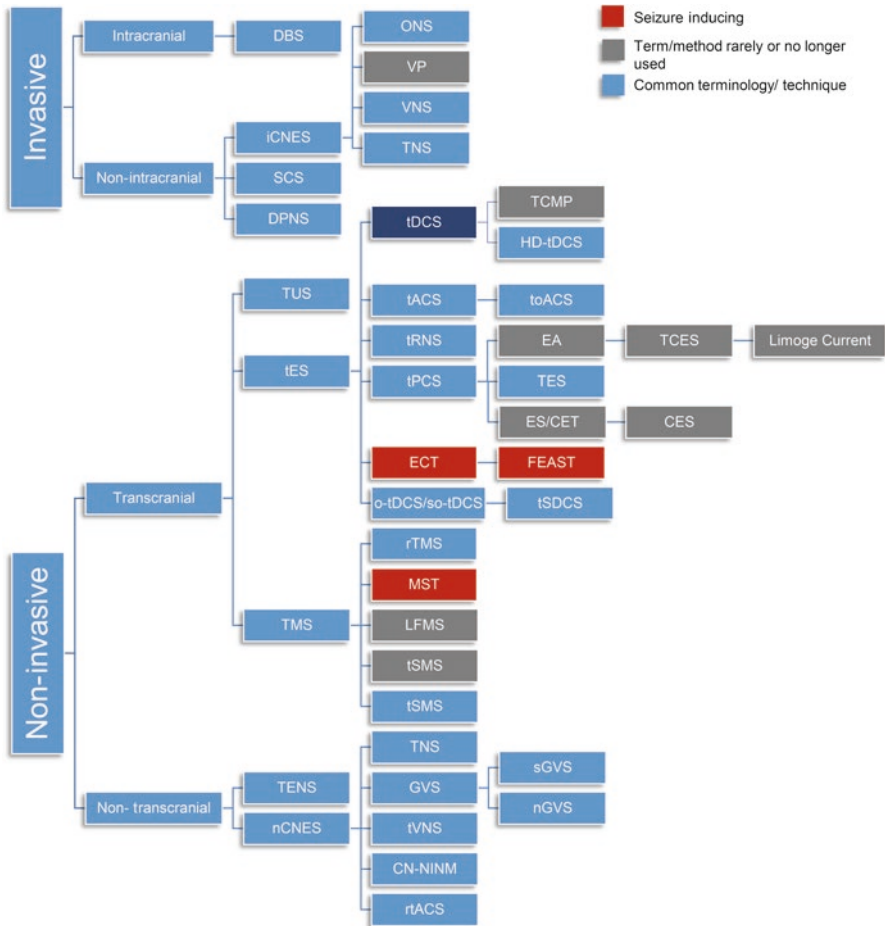 Seizure inducing
Term/method rarely or no longer
used
Common terminology/ technique
Invasive
Intracranial
DBS
Non-intracranial
iCNES
ONS
VP
VNS
TNS
SCS
DPNS
Non-invasive
Transcranial
TUS
tES
tDCS
TCMP
HD-tDCS
tACS
toACS
tRNS
tPCS
EA
TCES
Limoge Current
TES
ES/CET
CES
ECT
FEAST
o-tDCS/so-tDCS
tSDCS
TMS
rTMS
MST
LFMS
tSMS
tSMS
Non- transcranial
TENS
nCNES
TNS
GVS
sGVS
nGVS
tVNS
CN-NINM
rtACS